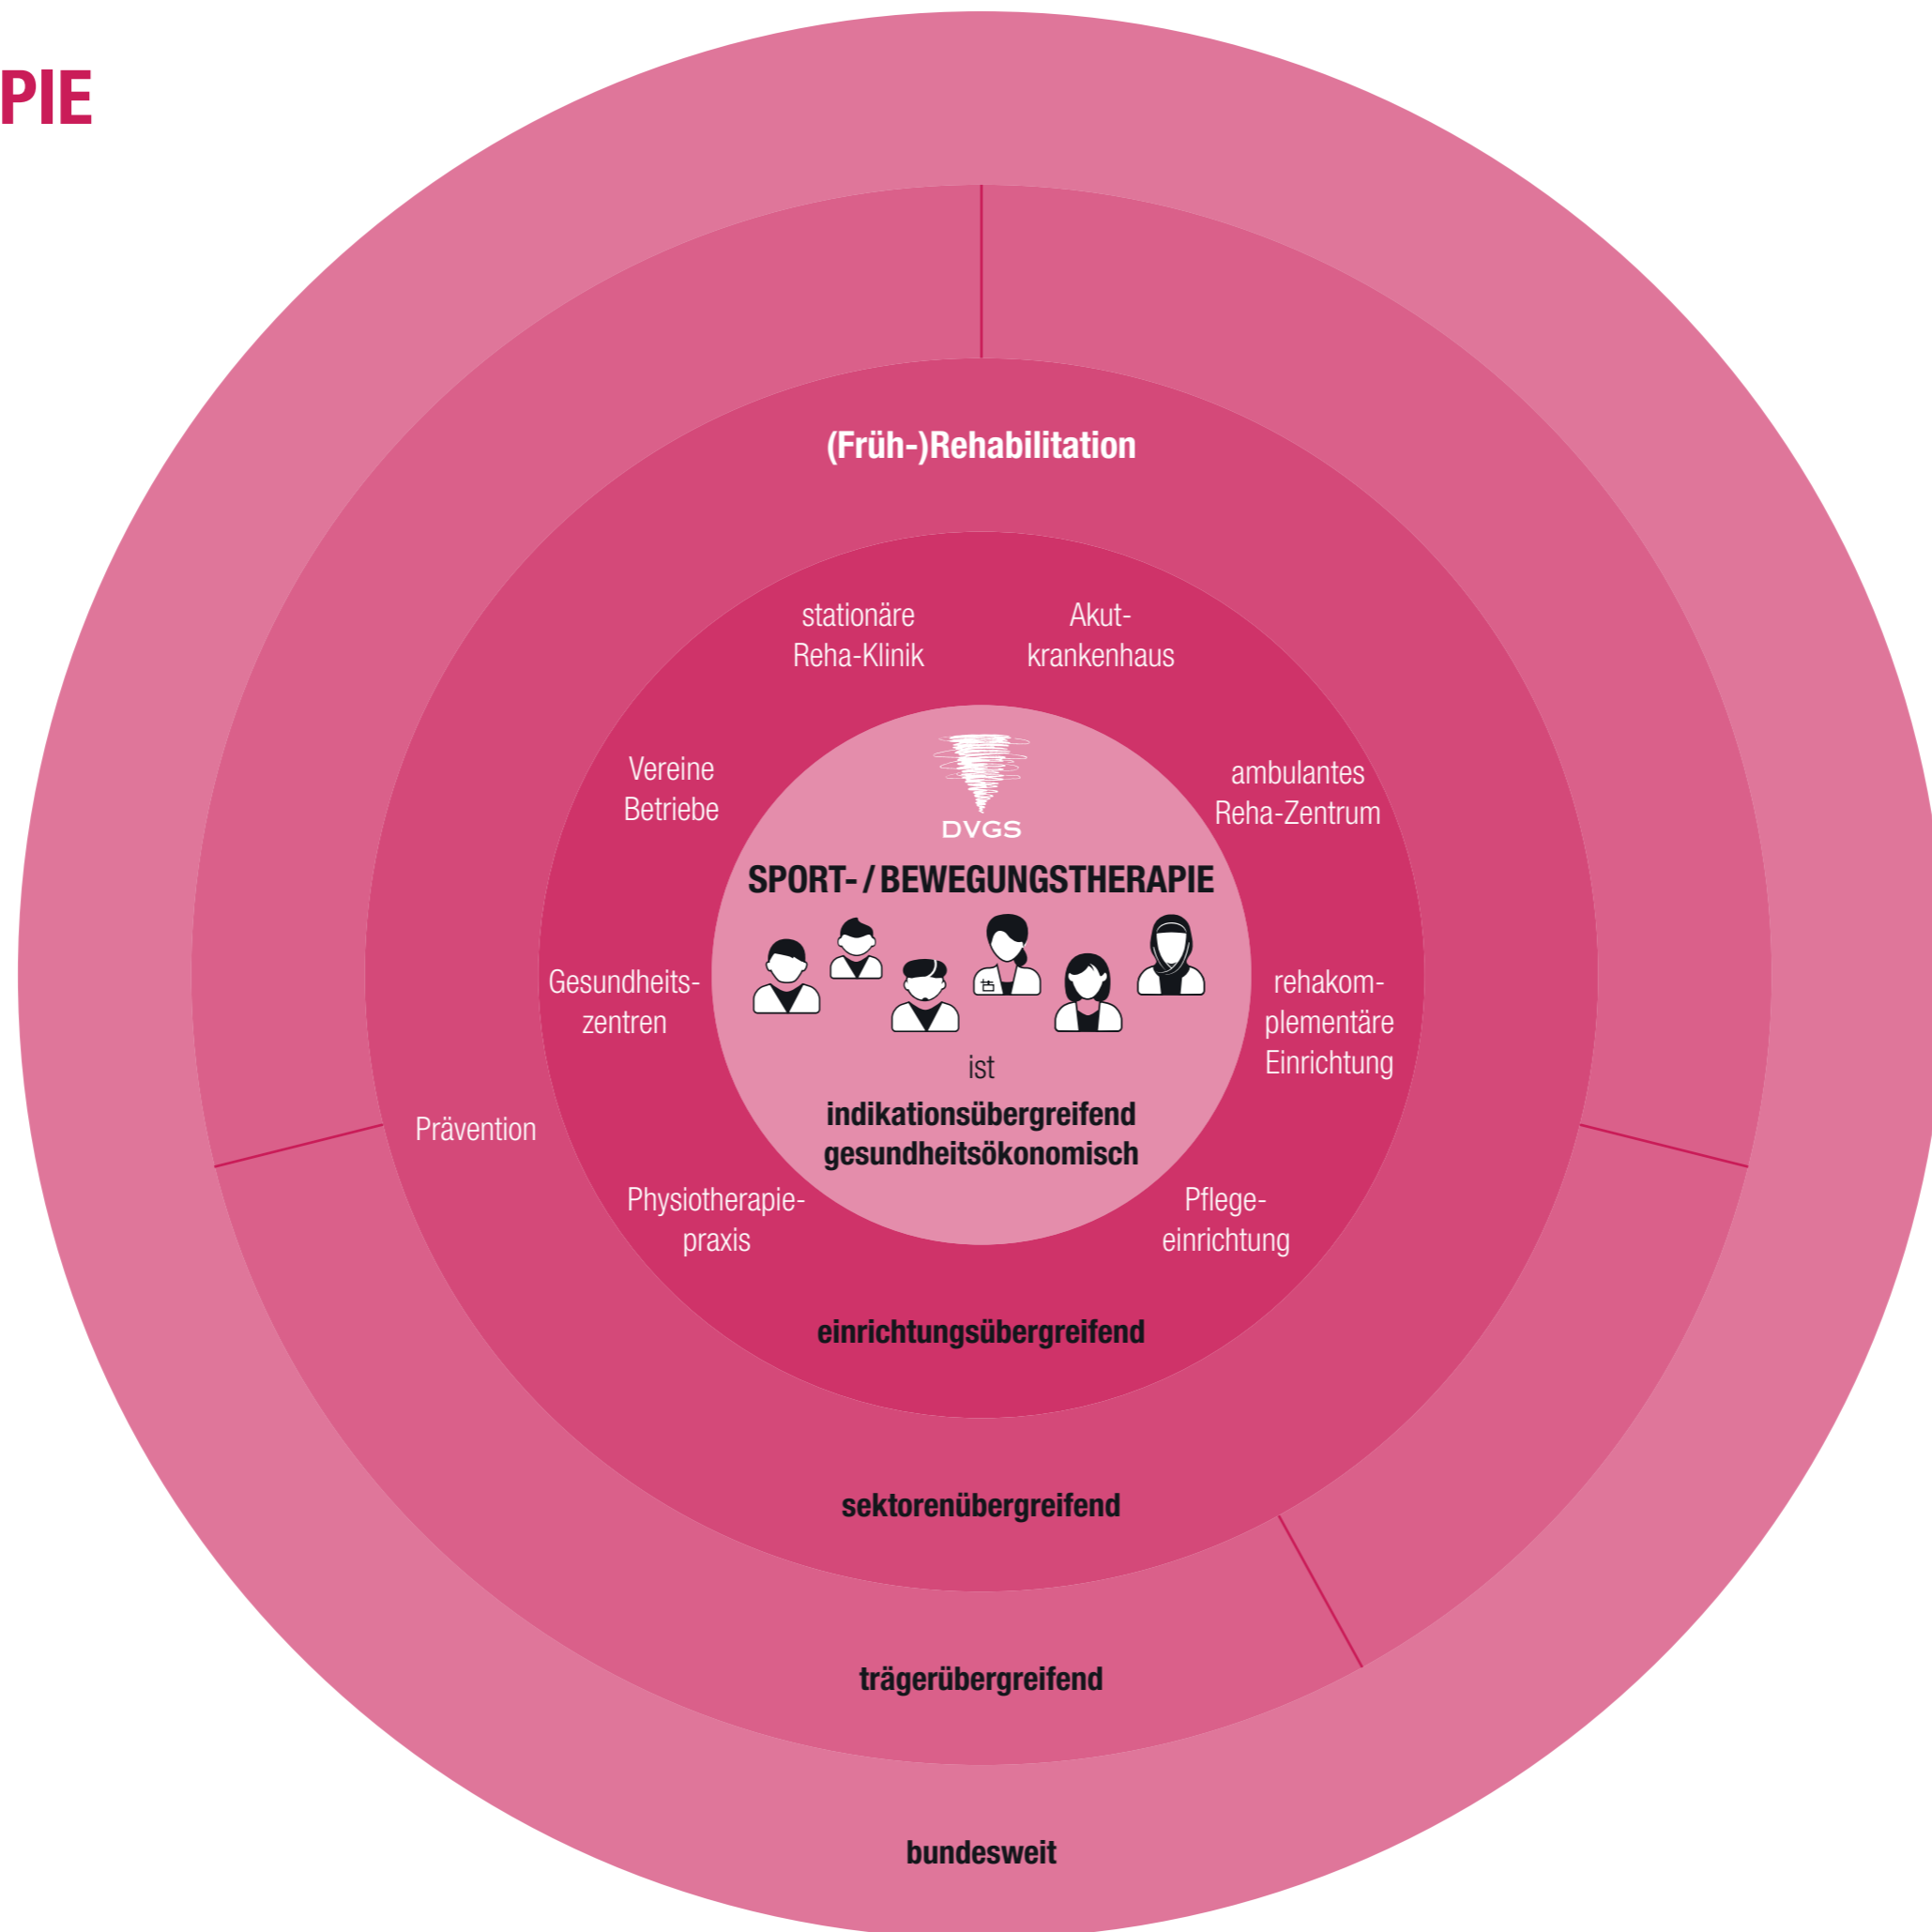 PIE
(Früh-)Rehabilitation
stationäre
Reha-Klinik
Akut-
krankenhaus
Vereine
Betriebe
ambulantes
Reha-Zentrum
DVGS
SPORT- / BEWEGUNGSTHERAPIE
Gesundheits-
zentren
rehakom-
plementäre
Einrichtung
ist
indikationsübergreifend
gesundheitsökonomisch
Prävention
Physiotherapie-
praxis
Pflege-
einrichtung
einrichtungsübergreifend
sektorenübergreifend
trägerübergreifend
bundesweit